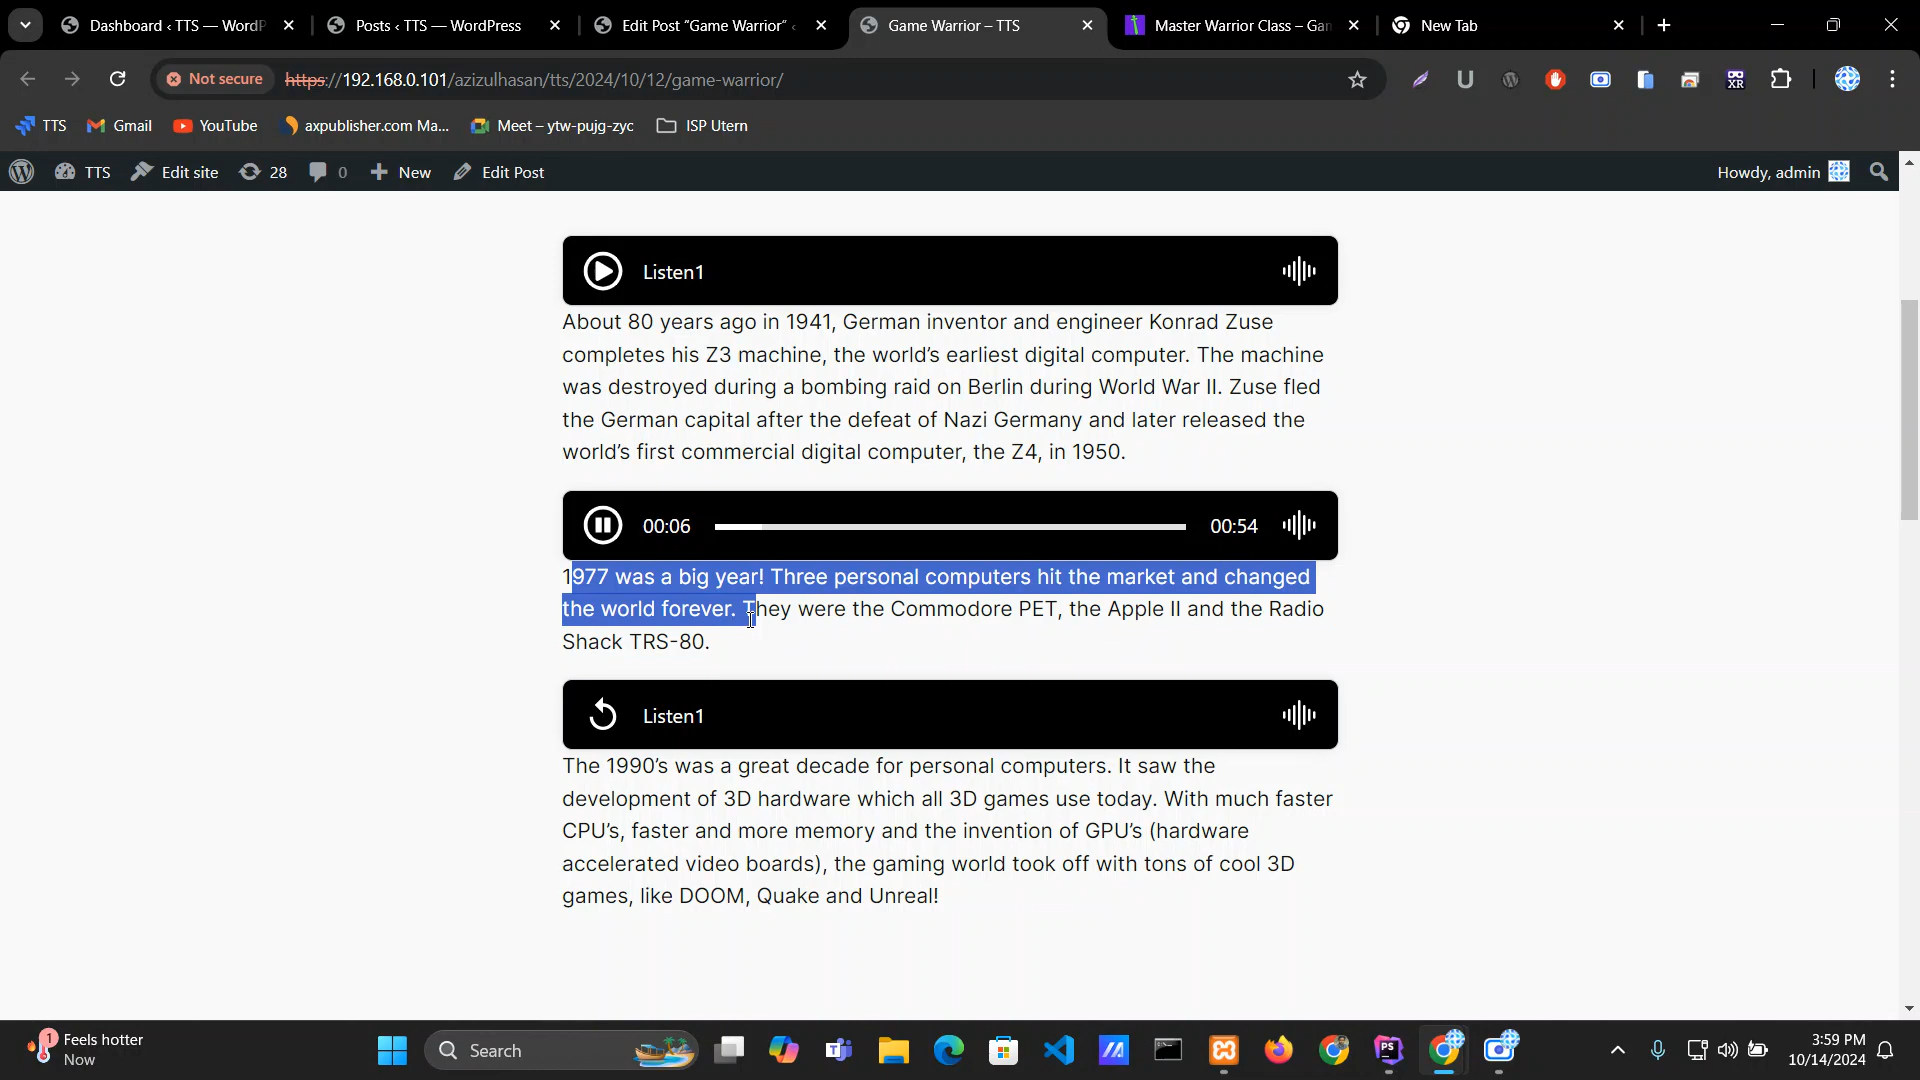 Dashboard ‹ TTS — WordP
Posts ‹ TTS — WordPress
Edit Post “Game Warrior” ‹
Game Warrior – TTS
Master Warrior Class – Gam
New Tab
Not secure
https://192.168.0.101/azizulhasan/tts/2024/10/12/game-warrior/
TTS
Gmail
YouTube
axpublisher.com Ma...
Meet – ytw-pujg-zyc
ISP Utern
TTS
Edit site
28
0
New
Edit Post
Howdy, admin
Listen1
About 80 years ago in 1941, German inventor and engineer Konrad Zuse
completes his Z3 machine, the world’s earliest digital computer. The machine
was destroyed during a bombing raid on Berlin during World War II. Zuse fled
the German capital after the defeat of Nazi Germany and later released the
world’s first commercial digital computer, the Z4, in 1950.
00:06
00:54
1977 was a big year! Three personal computers hit the market and changed
the world forever. They were the Commodore PET, the Apple II and the Radio
Shack TRS-80.
Listen1
The 1990’s was a great decade for personal computers. It saw the
development of 3D hardware which all 3D games use today. With much faster
CPU’s, faster and more memory and the invention of GPU’s (hardware
accelerated video boards), the gaming world took off with tons of cool 3D
games, like DOOM, Quake and Unreal!
1
Feels hotter
Now
Search
3:59 PM
10/14/2024